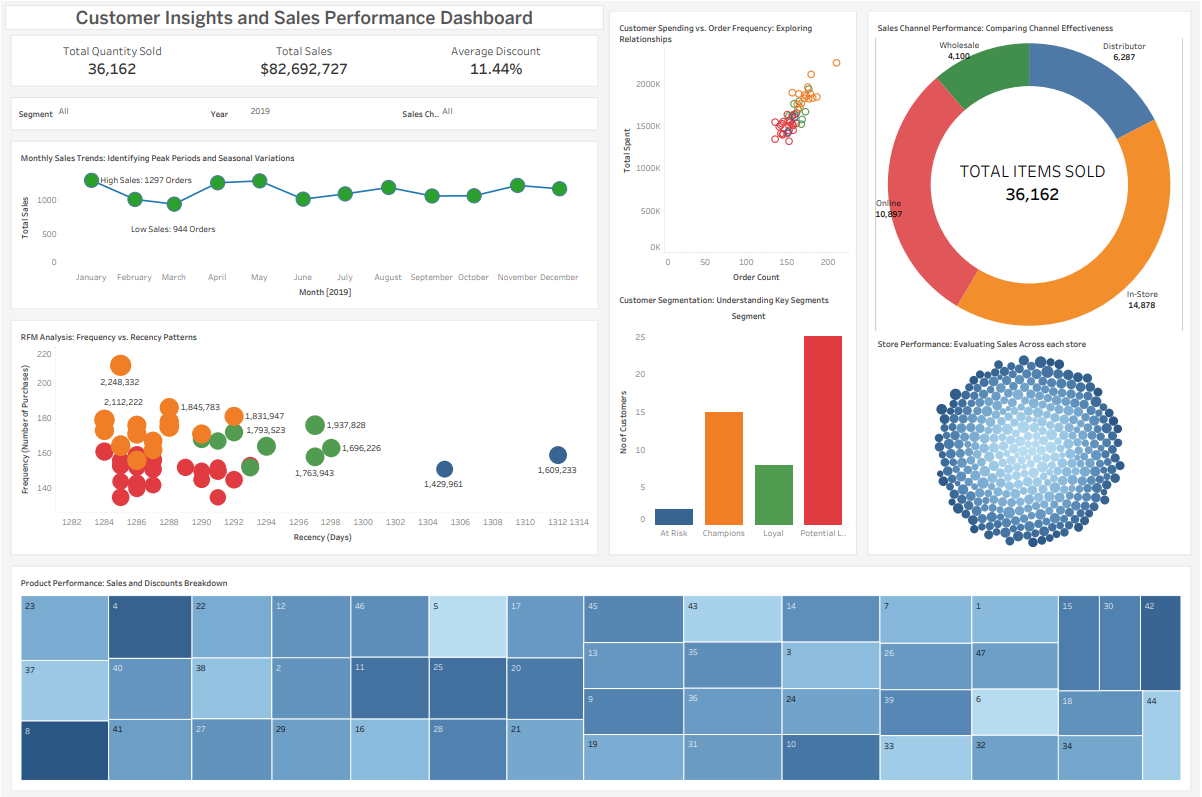 Customer Insights and Sales Performance Dashboard
Total Quantity Sold
36,162
Total Sales
$82,692,727
Average Discount
11.44%
Segment All
Year 2019
Sales Ch.. All
Monthly Sales Trends: Identifying Peak Periods and Seasonal Variations
Total Sales
1000
500
0
High Sales: 1297 Orders
Low Sales: 944 Orders
January February March April May June July August September October November December
Month [2019]
RFM Analysis: Frequency vs. Recency Patterns
Frequency (Number of Purchases)
220
200
180
160
140
2,248,332
2,112,222
1,845,783
1,831,947
1,793,523
1,937,828
1,696,226
1,763,943
1,429,961
1,609,233
1282 1284 1286 1288 1290 1292 1294 1296 1298 1300 1302 1304 1306 1308 1310 1312 1314
Recency (Days)
Customer Spending vs. Order Frequency: Exploring
Relationships
Total Spent
2000K
1500K
1000K
500K
0K
0 50 100 150 200
Order Count
Customer Segmentation: Understanding Key Segments
Segment
No of Customers
25
20
15
10
5
0
At Risk Champions Loyal Potential L..
Sales Channel Performance: Comparing Channel Effectiveness
Wholesale
4,100
Distributor
6,287
TOTAL ITEMS SOLD
36,162
Online
10,897
In-Store
14,878
Store Performance: Evaluating Sales Across each store
Product Performance: Sales and Discounts Breakdown
23 4 22 12 46 5 17 45 43 14 7 1 15 30 42
13 35 3 26 47
37 40 38 2 11 25 20
9 36 24 39 6 18 44
8 41 27 29 16 28 21
19 31 10 33 32 34